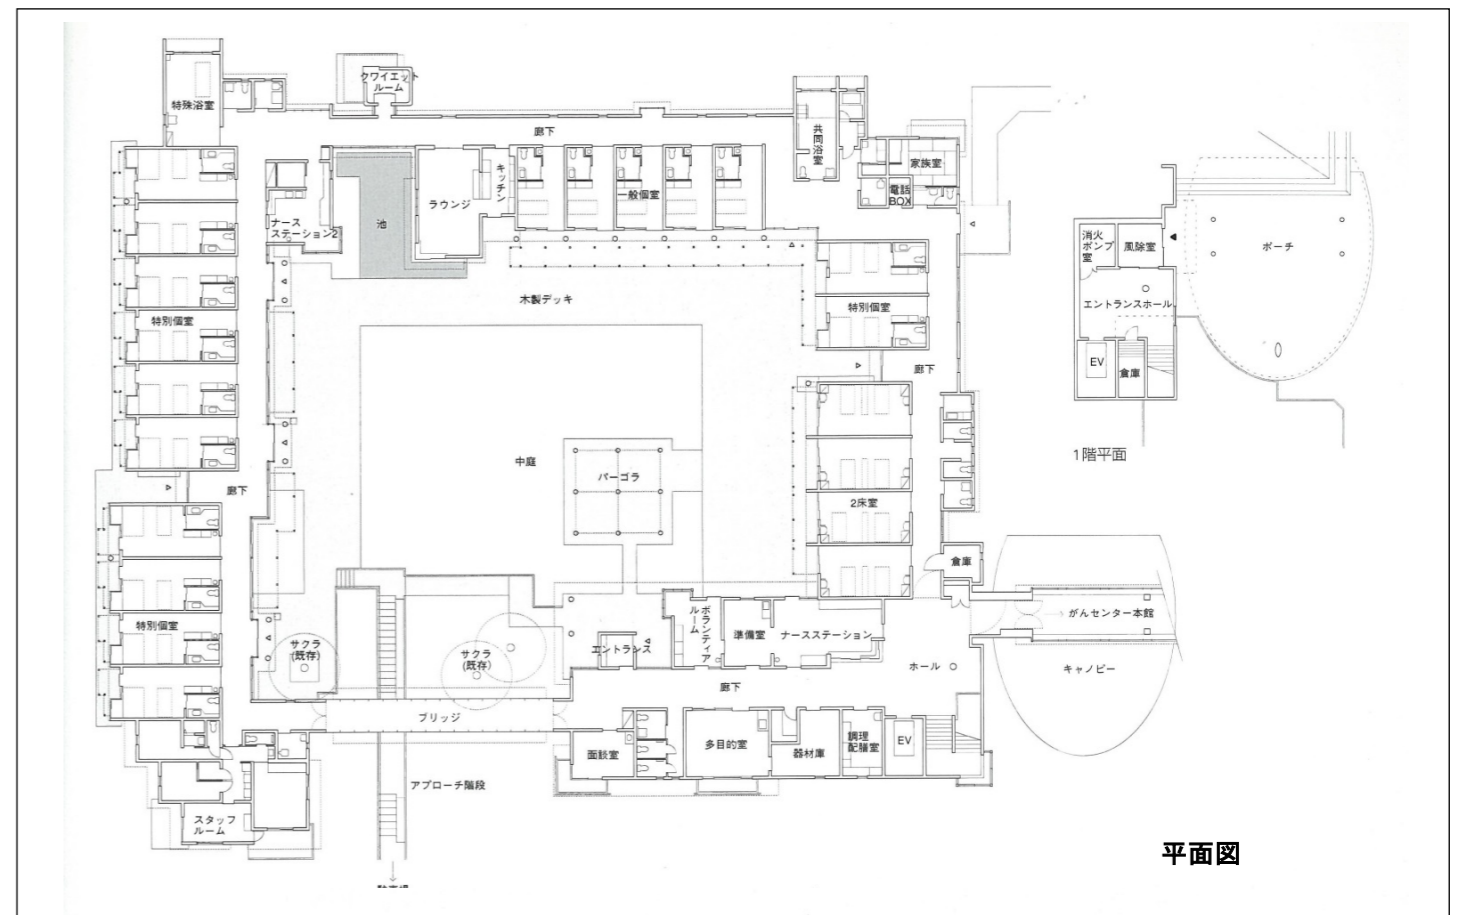 クワイエット
ルーム
特殊浴室
廊下
共同浴室
家族室
電話
BOX
キッチン
ラウンジ
一般個室
池
ナース
ステーション2
消火
ポンプ
室
風除室
ポーチ
木製デッキ
エントランスホール
特別個室
特別個室
EV
倉庫
廊下
1階平面
中庭
パーゴラ
廊下
2床室
倉庫
がんセンター本館
特別個室
サクラ
(既存)
サクラ
(既存)
エントランス
ボランティア
ルーム
準備室
ナースステーション
ホール
キャノピー
廊下
ブリッジ
面談室
多目的室
器材庫
調理
配膳室
EV
アプローチ階段
スタッフ
ルーム
平面図